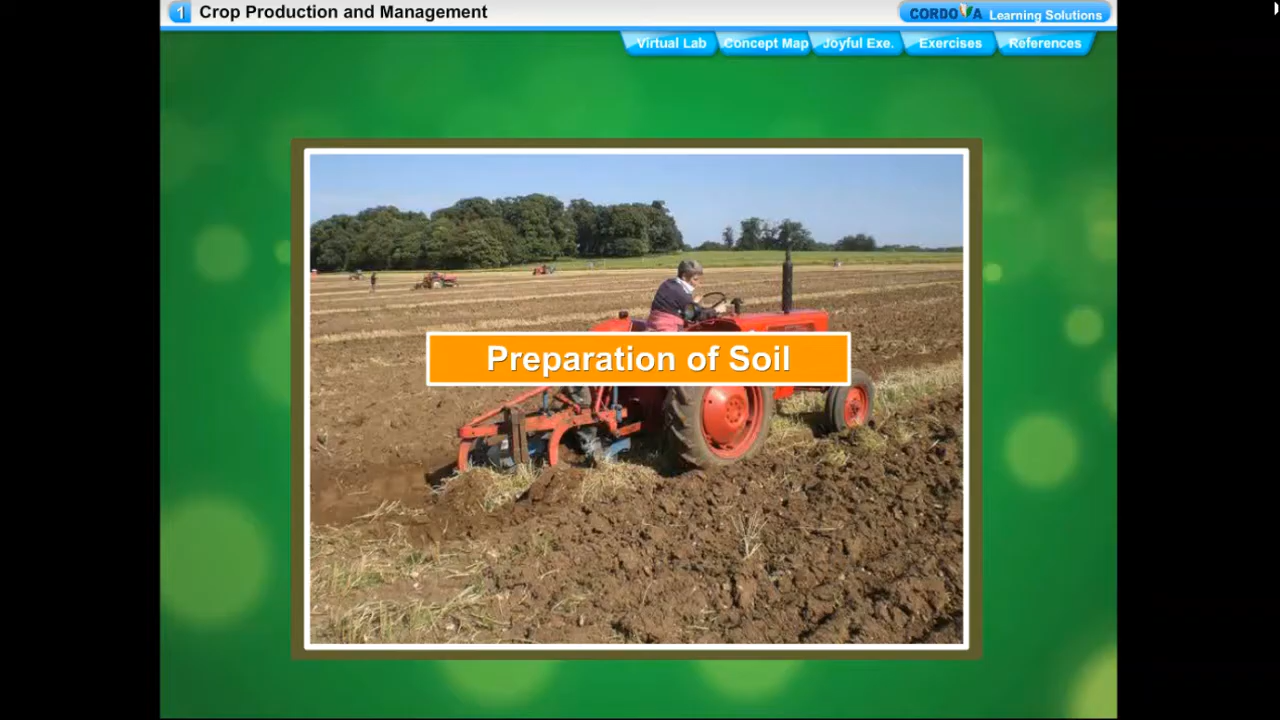 1 Crop Production and Management
CORDOVA Learning Solutions
Virtual Lab Concept Map Joyful Exe. Exercises References
Preparation of Soil